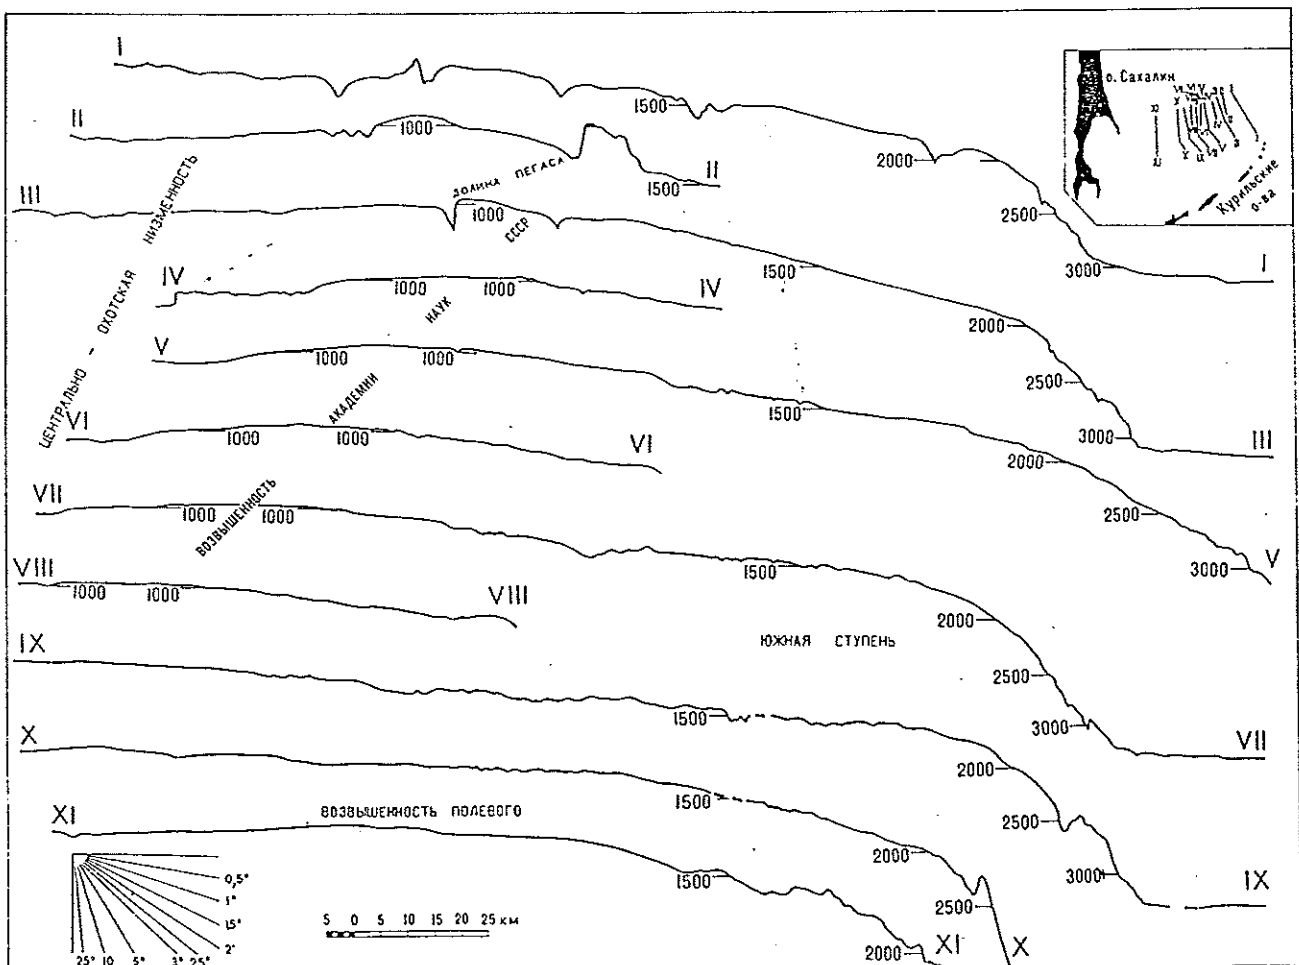 I
о. Сахалин
Курильские
о-ва
1500
2000
2500
3000
I
II
1000
ДОЛИНА ПЕГАСА
1500
II
III
1000
СССР
1500
2000
2500
3000
III
ЦЕНТРАЛЬНО - ОХОТСКАЯ НИЗМЕННОСТЬ
IV
1000
1000
IV
НАУК
V
1000
1000
1500
2000
2500
3000
V
АКАДЕМИИ
VI
1000
1000
VI
VII
1000
1000
1500
2000
2500
3000
VII
ВОЗВЫШЕННОСТЬ
VIII
1000
1000
VIII
ЮЖНАЯ СТУПЕНЬ
IX
1500
2000
2500
3000
IX
X
1500
2000
2500
X
XI
ВОЗВЫШЕННОСТЬ ПОЛЕВОГО
1500
2000
XI
0,5°
1°
1,5°
2°
25° 10 5° 3° 2,5°
5 0 5 10 15 20 25 км